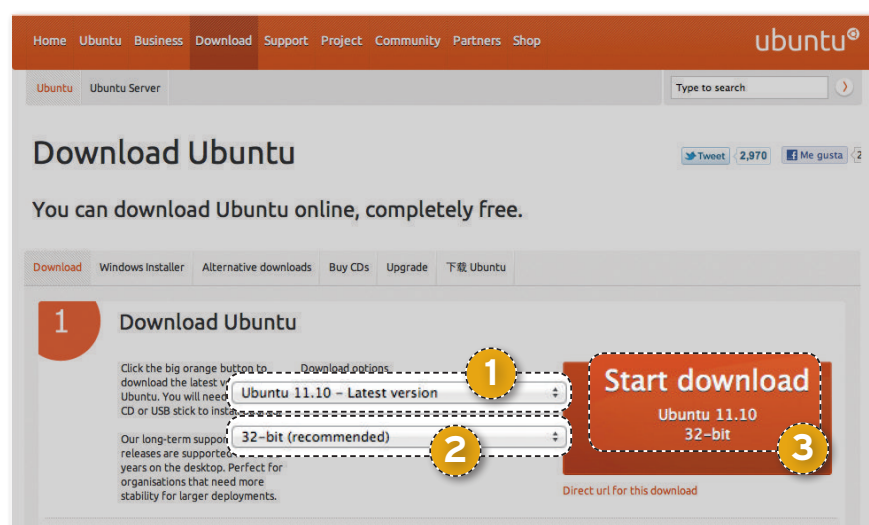 Home Ubuntu Business Download Support Project Community Partners Shop
ubuntu®
Ubuntu Ubuntu Server
Type to search
Download Ubuntu
Tweet 2,970 Me gusta 2
You can download Ubuntu online, completely free.
Download Windows Installer Alternative downloads Buy CDs Upgrade 下载 Ubuntu
1 Download Ubuntu
Click the big orange button to
download the latest
Ubuntu. You will need
CD or USB stick to
Download options
1
Ubuntu 11.10 – Latest version
32-bit (recommended)
2
Our long-term
releases are supported
years on the desktop. Perfect for
organisations that need more
stability for larger deployments.
Start download
Ubuntu 11.10
32-bit
3
Direct url for this download